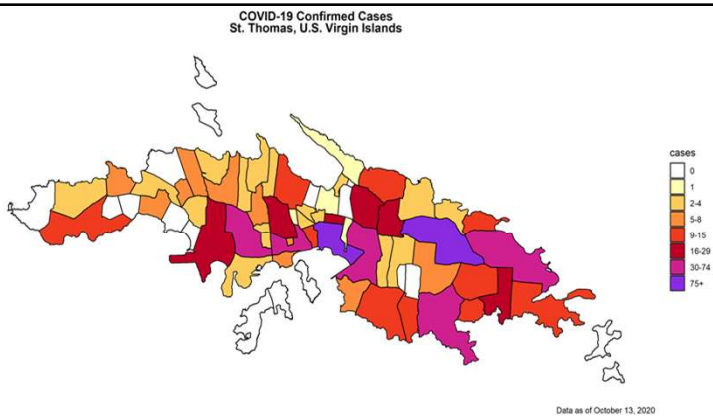 COVID-19 Confirmed Cases
St. Thomas, U.S. Virgin Islands
cases
0
1
2-4
5-8
9-15
16-29
30-74
75+
Data as of October 13, 2020